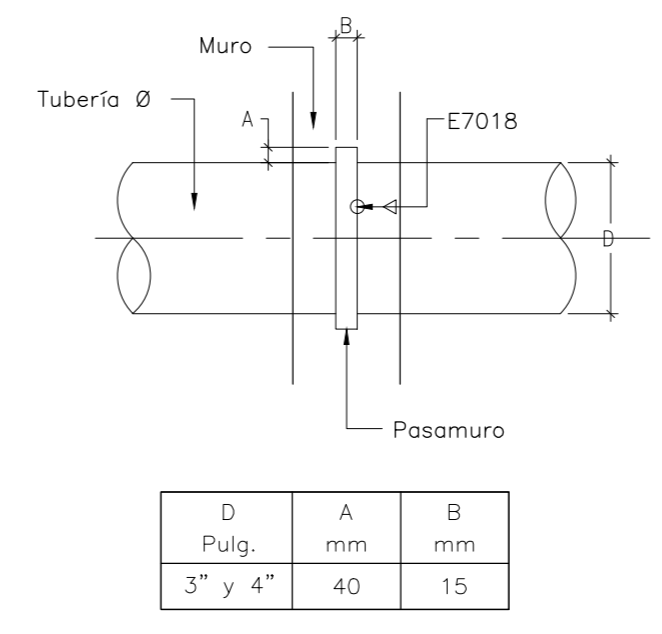 B
Muro
Tubería Ø
A
E7018
D
Pasamuro
D
Pulg.
A
mm
B
mm
3” y 4”
40
15